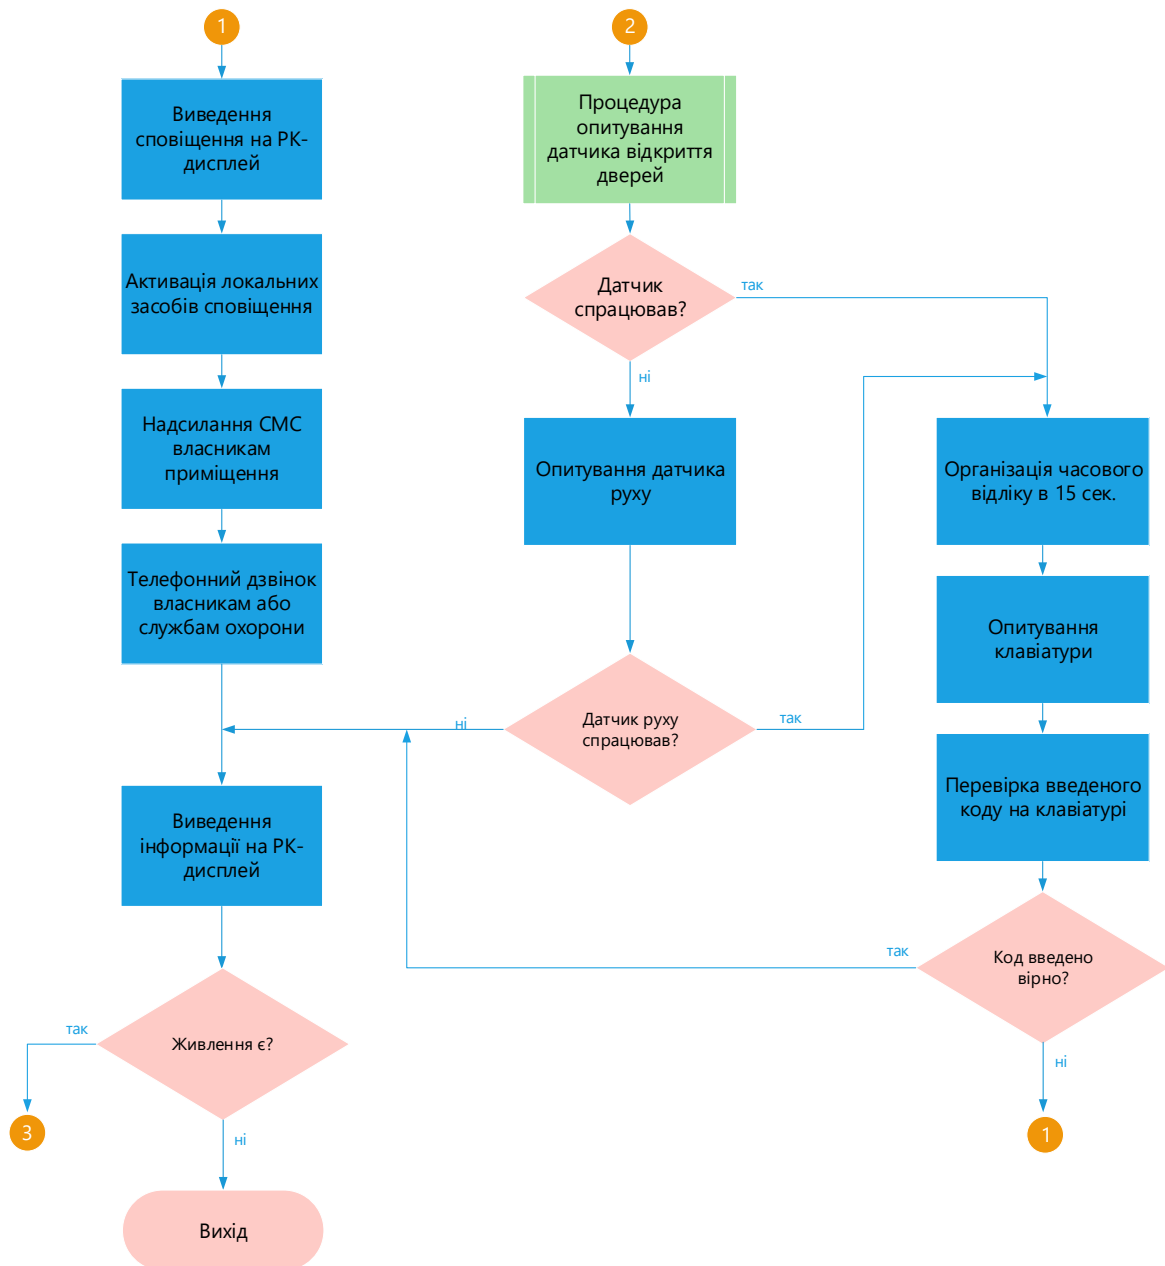 1
Виведення
сповіщення на РК-
дисплей
Активація локальних
засобів сповіщення
Надсилання СМС
власникам
приміщення
Телефонний дзвінок
власникам або
службам охорони
Виведення
інформації на РК-
дисплей
Живлення є?
так
3
ні
Вихід
2
Процедура
опитування
датчика відкриття
дверей
Датчик
спрацював?
так
ні
Опитування датчика
руху
Датчик руху
спрацював?
ні
так
Організація часового
відліку в 15 сек.
Опитування
клавіатури
Перевірка введеного
коду на клавіатурі
Код введено
вірно?
так
ні
1